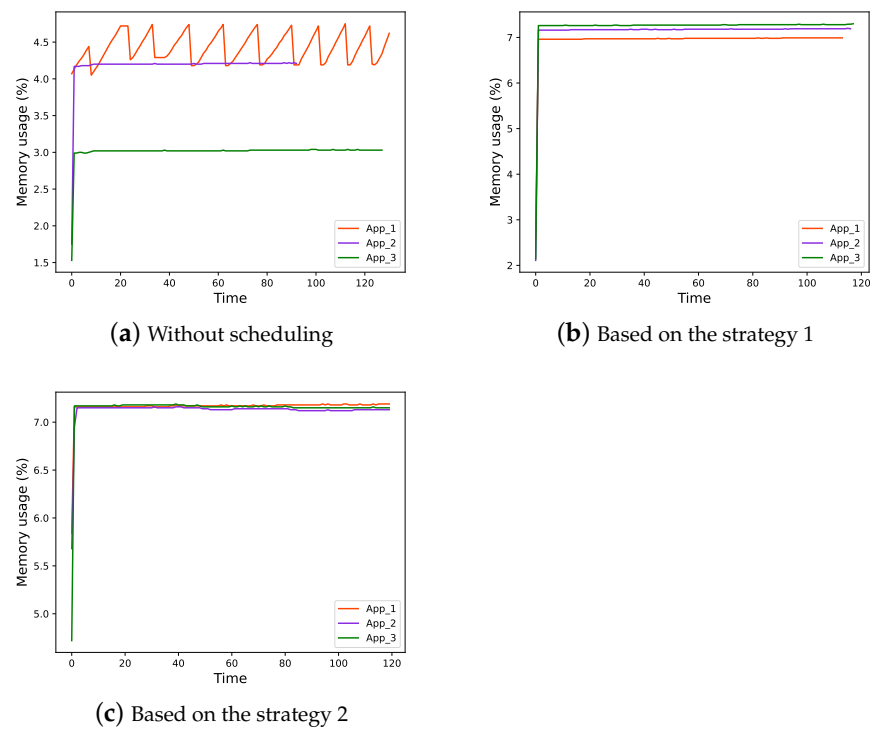 4.5
4.0
3.5
3.0
2.5
2.0
1.5
Memory usage (%)
0 20 40 60 80 100 120
Time
App_1
App_2
App_3
(a) Without scheduling
7
6
5
4
3
2
Memory usage (%)
0 20 40 60 80 100 120
Time
App_1
App_2
App_3
(b) Based on the strategy 1
7.0
6.5
6.0
5.5
5.0
Memory usage (%)
0 20 40 60 80 100 120
Time
App_1
App_2
App_3
(c) Based on the strategy 2